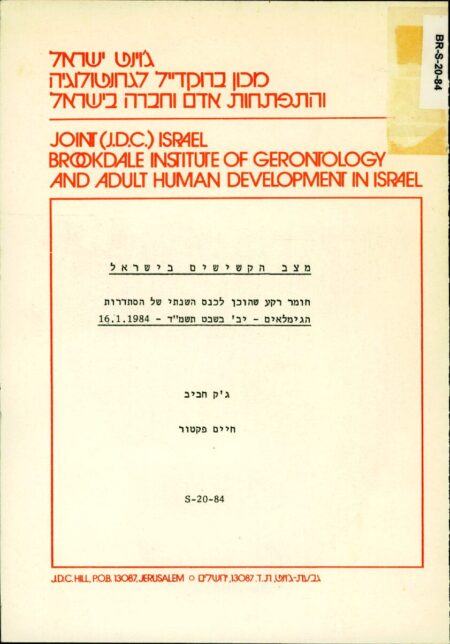 ג'וינט ישראל
מכון ברוקדייל לגרונטולוגיה
והתפתחות אדם וחברה בישראל
BR-S-20-84
JOINT (J.D.C.) ISRAEL
BROOKDALE INSTITUTE OF GERONTOLOGY
AND ADULT HUMAN DEVELOPMENT IN ISRAEL
מצב הקשישים בישראל
חומר רקע שהוכן לכנס השנתי של הסתדרות
הגימלאים - יב' בשבט תשמ"ד - 16.1.1984
ג'ק חביב
חיים פקטור
S-20-84
J.D.C. HILL, P.O.B. 13087, JERUSALEM ○ גבעת-ג'וינט, ת.ד. 13087, ירושלים